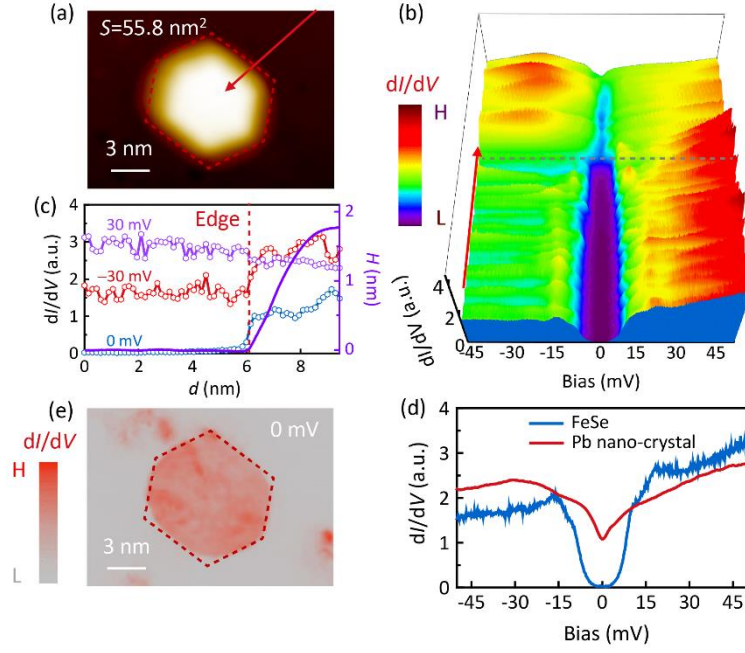 (a)
S=55.8 nm²
3 nm
(b)
dI/dV
H
L
dI/dV (a.u.)
4
2
0
-45 -30 -15 0 15 30 45
Bias (mV)
(c)
4
3
2
1
0
dI/dV (a.u.)
30 mV
Edge
−30 mV
0 mV
2
1
0
H (nm)
0 2 4 6 8
d (nm)
(d)
FeSe
Pb nano-crystal
4
3
2
1
0
dI/dV (a.u.)
-45 -30 -15 0 15 30 45
Bias (mV)
(e)
dI/dV
H
L
0 mV
3 nm